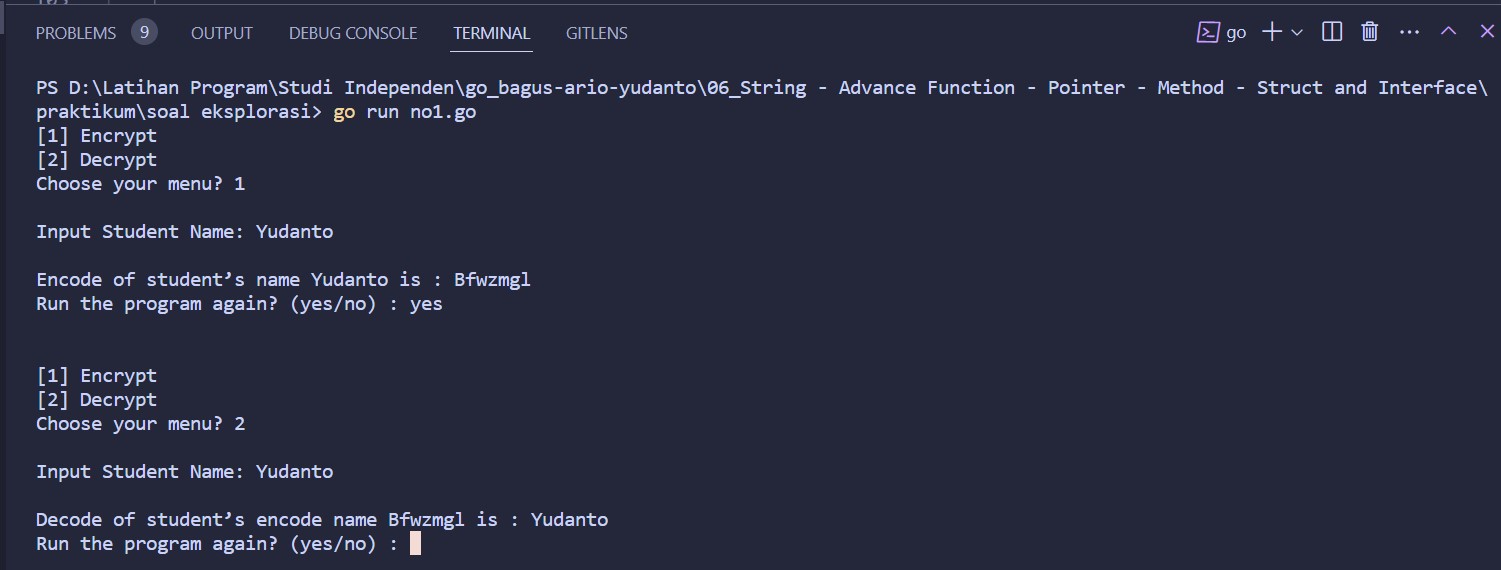 PROBLEMS 9 OUTPUT DEBUG CONSOLE TERMINAL GITLENS go
PS D:\Latihan Program\Studi Independen\go_bagus-ario-yudanto\06_String - Advance Function - Pointer - Method - Struct and Interface\
praktikum\soal eksplorasi> go run no1.go
[1] Encrypt
[2] Decrypt
Choose your menu? 1
Input Student Name: Yudanto
Encode of student’s name Yudanto is : Bfwzmgl
Run the program again? (yes/no) : yes
[1] Encrypt
[2] Decrypt
Choose your menu? 2
Input Student Name: Yudanto
Decode of student’s encode name Bfwzmgl is : Yudanto
Run the program again? (yes/no) :